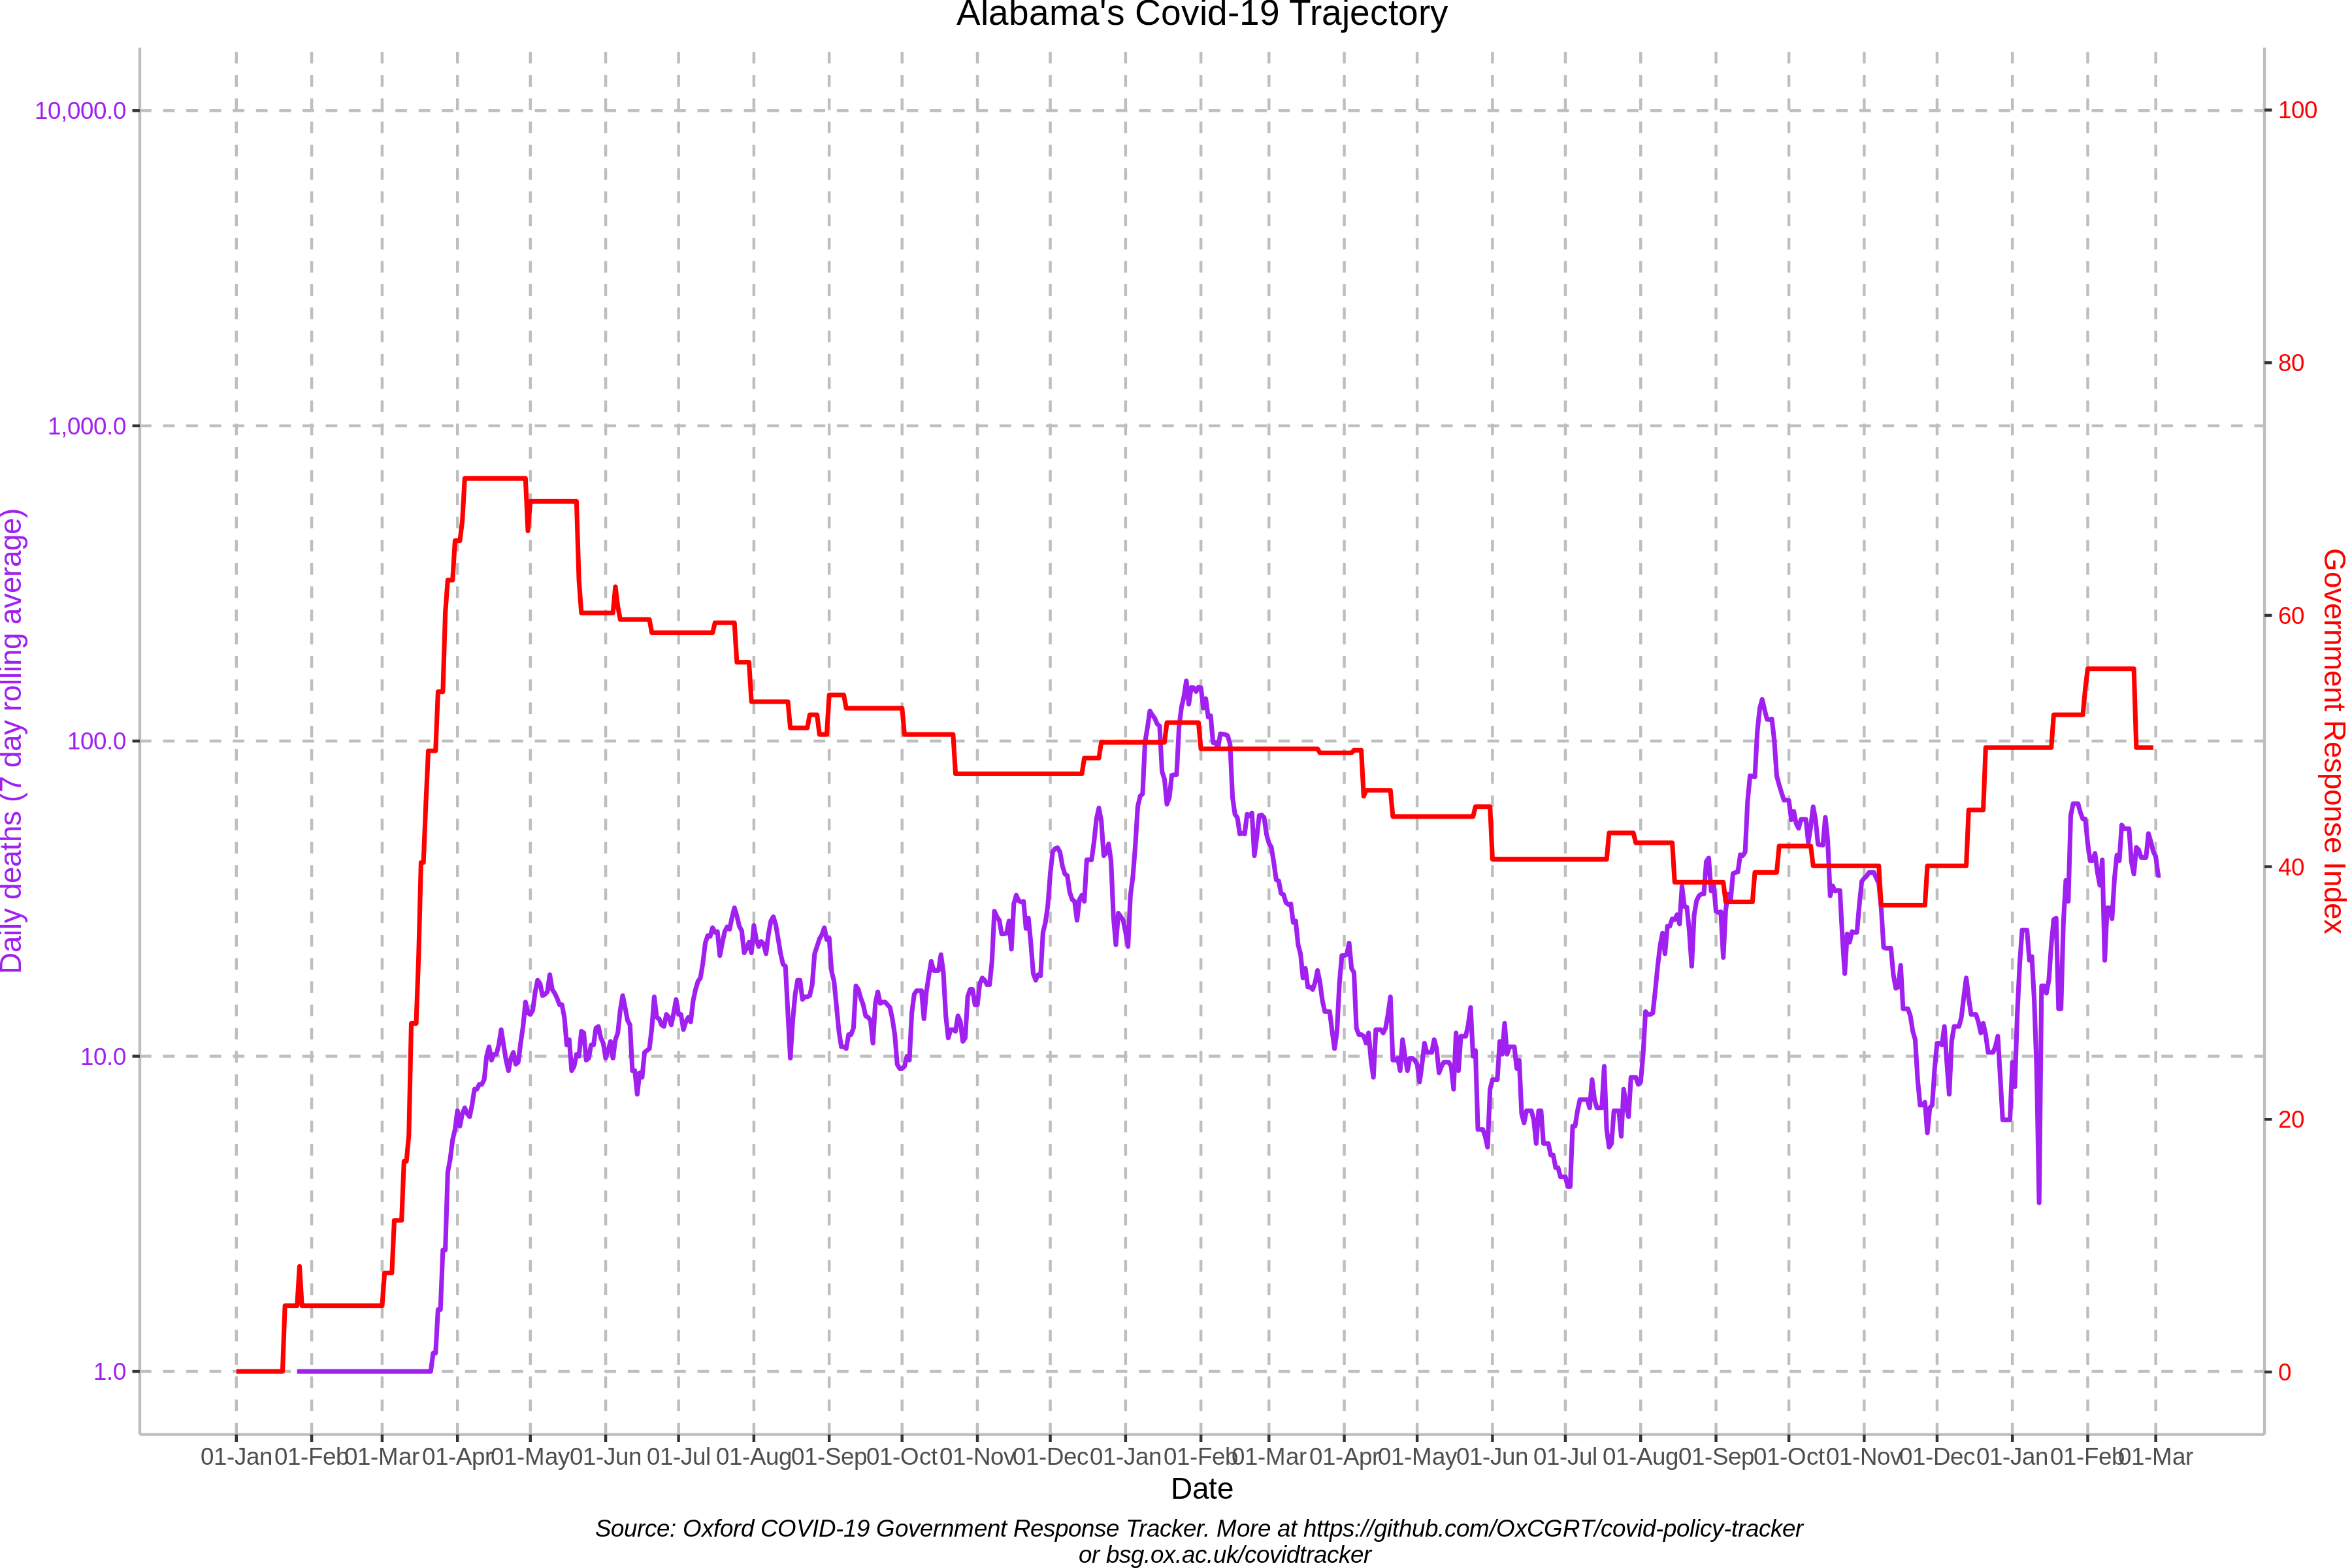 Alabama's Covid-19 Trajectory
10,000.0
1,000.0
100.0
10.0
1.0
Daily deaths (7 day rolling average)
100
80
60
40
20
0
Government Response Index
01-Jan 01-Feb 01-Mar 01-Apr 01-May 01-Jun 01-Jul 01-Aug 01-Sep 01-Oct 01-Nov 01-Dec 01-Jan 01-Feb 01-Mar 01-Apr 01-May 01-Jun 01-Jul 01-Aug 01-Sep 01-Oct 01-Nov 01-Dec 01-Jan 01-Feb 01-Mar
Date
Source: Oxford COVID-19 Government Response Tracker. More at https://github.com/OxCGRT/covid-policy-tracker
or bsg.ox.ac.uk/covidtracker